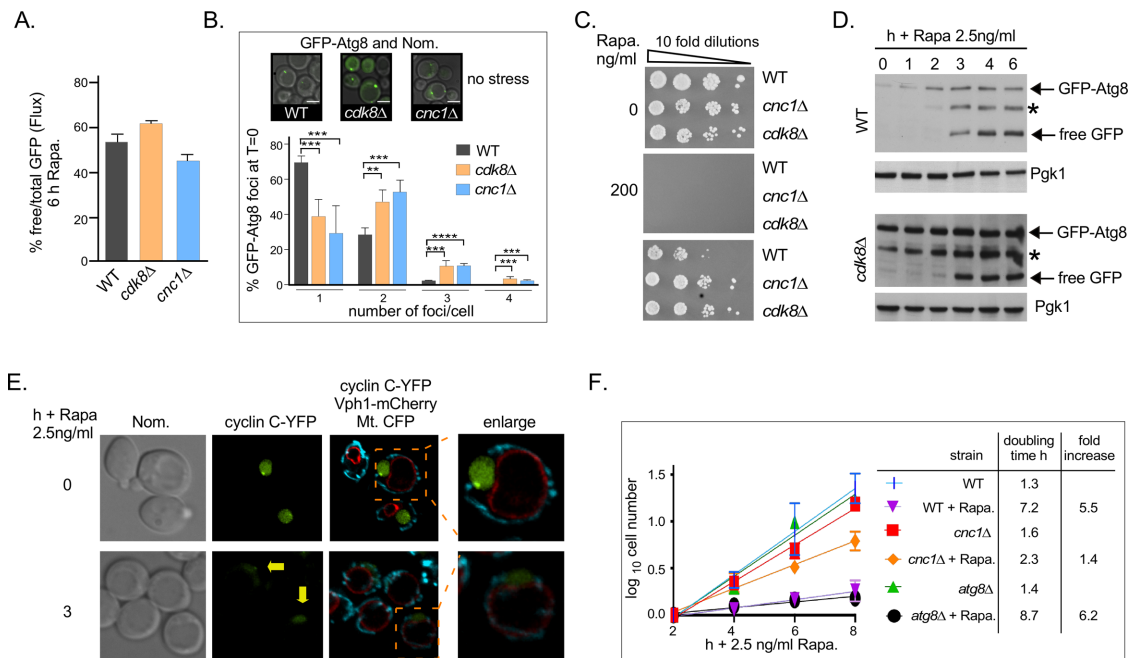 A.
% free/total GFP (Flux)
6 h Rapa.
80
60
40
20
0
WT
cdk8Δ
cnc1Δ
B.
GFP-Atg8 and Nom.
no stress
WT
cdk8Δ
cnc1Δ
% GFP-Atg8 foci at T=0
100
80
60
40
20
0
***
***
***
**
****
***
***
***
WT
cdk8Δ
cnc1Δ
1 2 3 4
number of foci/cell
C.
Rapa.
ng/ml
10 fold dilutions
0
WT
cnc1Δ
cdk8Δ
200
WT
cnc1Δ
cdk8Δ
WT
cnc1Δ
cdk8Δ
D.
h + Rapa 2.5ng/ml
0 1 2 3 4 6
WT
GFP-Atg8
*
free GFP
Pgk1
cdk8Δ
GFP-Atg8
*
free GFP
Pgk1
E.
h + Rapa
2.5ng/ml
Nom.
cyclin C-YFP
cyclin C-YFP
Vph1-mCherry
Mt. CFP
enlarge
0
3
F.
log 10 cell number
1.5
1.0
0.5
0.0
2 4 6 8
h + 2.5 ng/ml Rapa.
strain doubling time h fold increase
WT 1.3
WT + Rapa. 7.2 5.5
cnc1Δ 1.6
cnc1Δ + Rapa. 2.3 1.4
atg8Δ 1.4
atg8Δ + Rapa. 8.7 6.2